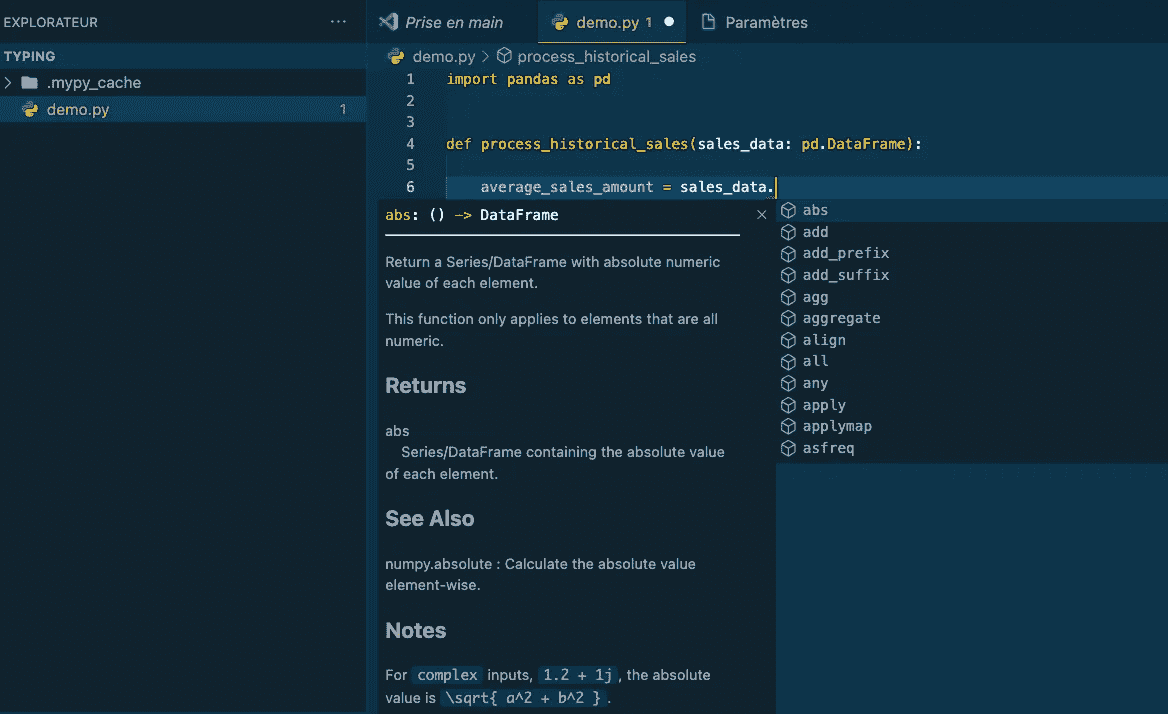 EXPLORATEUR ···
Prise en main
demo.py 1
Paramètres
TYPING
.mypy_cache
demo.py 1
demo.py > process_historical_sales
1 import pandas as pd
2
3
4 def process_historical_sales(sales_data: pd.DataFrame):
5
6 average_sales_amount = sales_data.
abs: () -> DataFrame
Return a Series/DataFrame with absolute numeric
value of each element.
This function only applies to elements that are all
numeric.
Returns
abs
Series/DataFrame containing the absolute value
of each element.
See Also
numpy.absolute : Calculate the absolute value
element-wise.
Notes
For complex inputs, 1.2 + 1j, the absolute
value is \sqrt{ a^2 + b^2 }.
abs
add
add_prefix
add_suffix
agg
aggregate
align
all
any
apply
applymap
asfreq